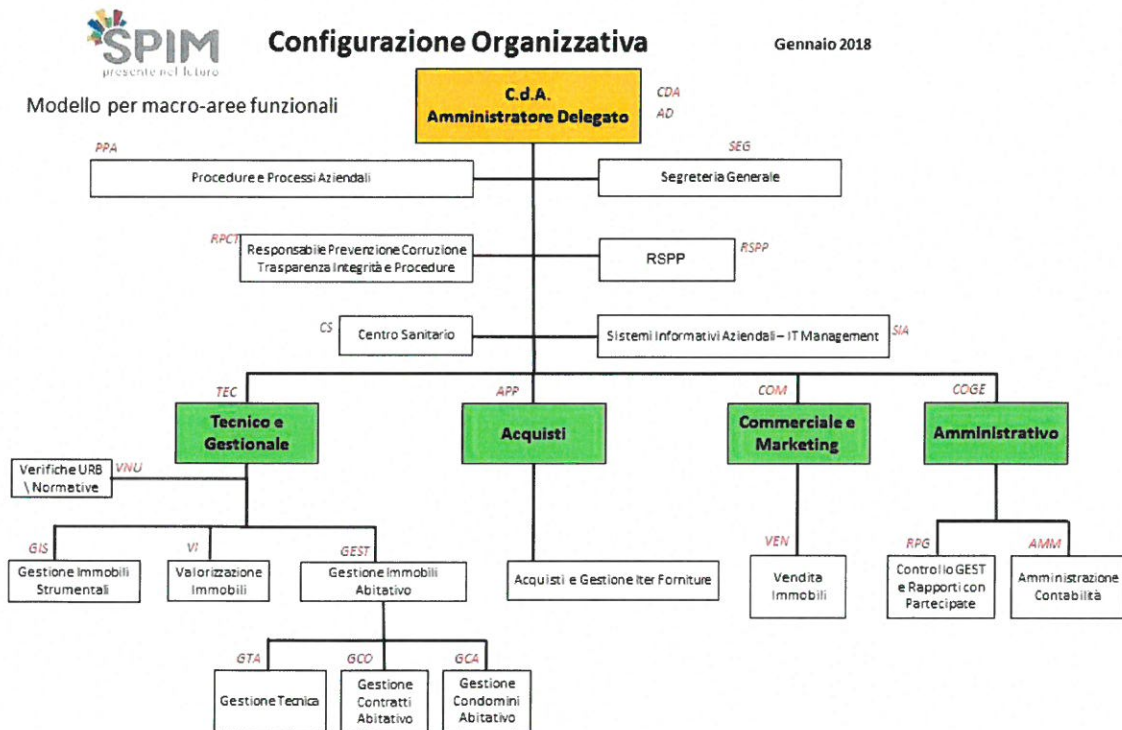 SPIM
presente nel futuro
Configurazione Organizzativa
Gennaio 2018
Modello per macro-aree funzionali
C.d.A.
Amministratore Delegato
CDA
AD
PPA
Procedure e Processi Aziendali
SEG
Segreteria Generale
RPCT
Responsabile Prevenzione Corruzione
Trasparenza Integrità e Procedure
RSPP
RSPP
CS
Centro Sanitario
Sistemi Informativi Aziendali – IT Management
SIA
TEC
Tecnico e
Gestionale
APP
Acquisti
COM
Commerciale e
Marketing
COGE
Amministrativo
Verifiche URB
\ Normative
VNU
GIS
Gestione Immobili
Strumentali
VI
Valorizzazione
Immobili
GEST
Gestione Immobili
Abitativo
Acquisti e Gestione Iter Forniture
VEN
Vendita
Immobili
RPG
Controllo GEST
e Rapporti con
Partecipate
AMM
Amministrazione
Contabilità
GTA
Gestione Tecnica
GCO
Gestione
Contratti
Abitativo
GCA
Gestione
Condomini
Abitativo